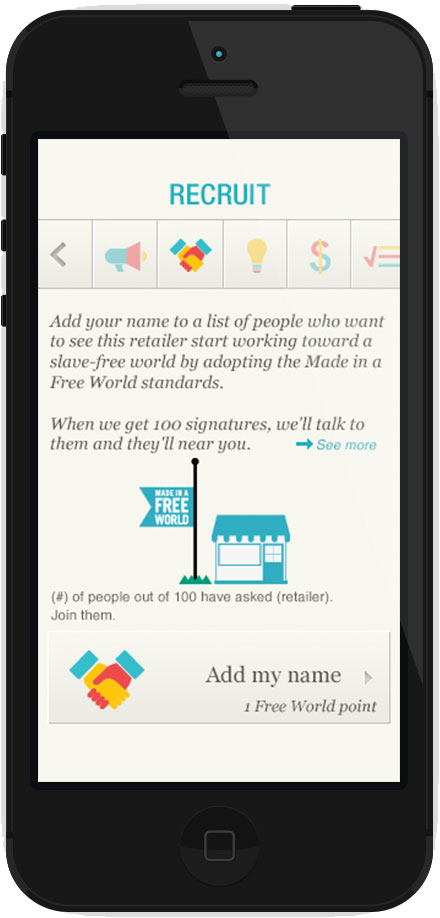 RECRUIT
Add your name to a list of people who want
to see this retailer start working toward a
slave-free world by adopting the Made in a
Free World standards.
When we get 100 signatures, we'll talk to
them and they'll near you.
See more
MADE IN A
FREE
WORLD
(#) of people out of 100 have asked (retailer).
Join them.
Add my name
1 Free World point